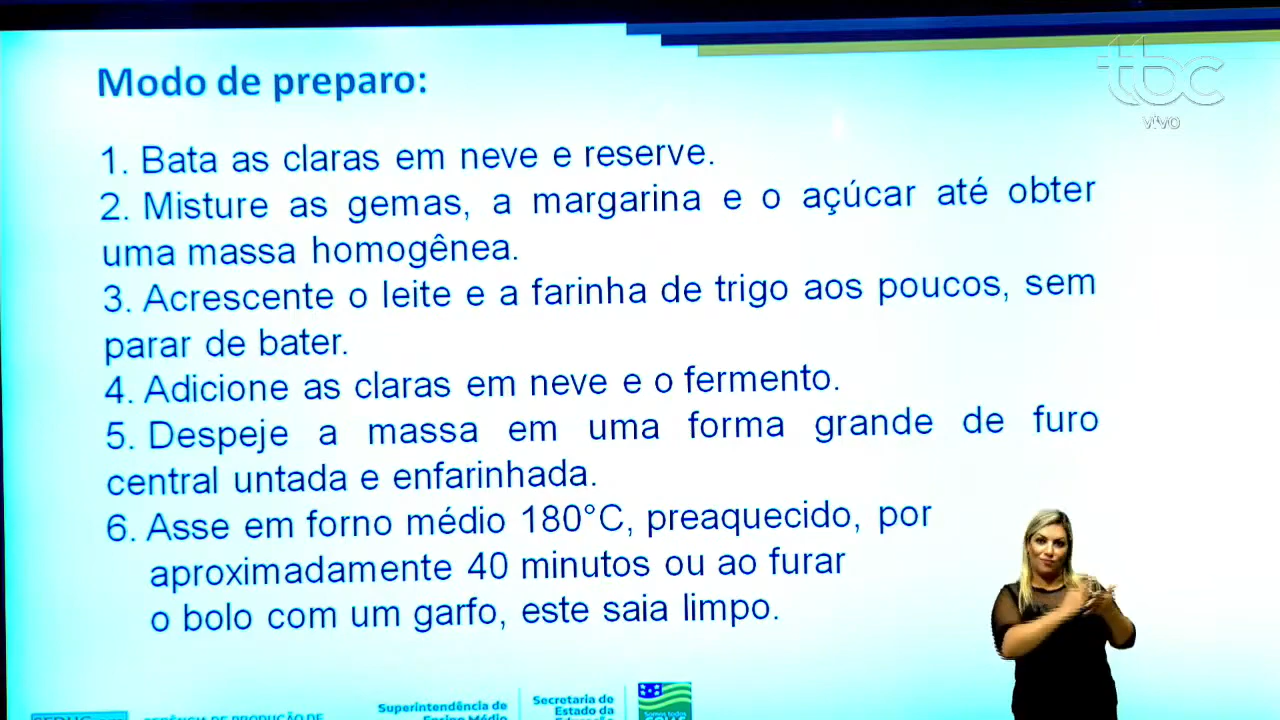 tbc
vivo
Modo de preparo:
1. Bata as claras em neve e reserve.
2. Misture as gemas, a margarina e o açúcar até obter
uma massa homogênea.
3. Acrescente o leite e a farinha de trigo aos poucos, sem
parar de bater.
4. Adicione as claras em neve e o fermento.
5. Despeje a massa em uma forma grande de furo
central untada e enfarinhada.
6. Asse em forno médio 180°C, preaquecido, por
aproximadamente 40 minutos ou ao furar
o bolo com um garfo, este saia limpo.
Superintendência de
Ensino Médio
Secretaria de
Estado da
Educação
GERÊNCIA DE PRODUÇÃO DE